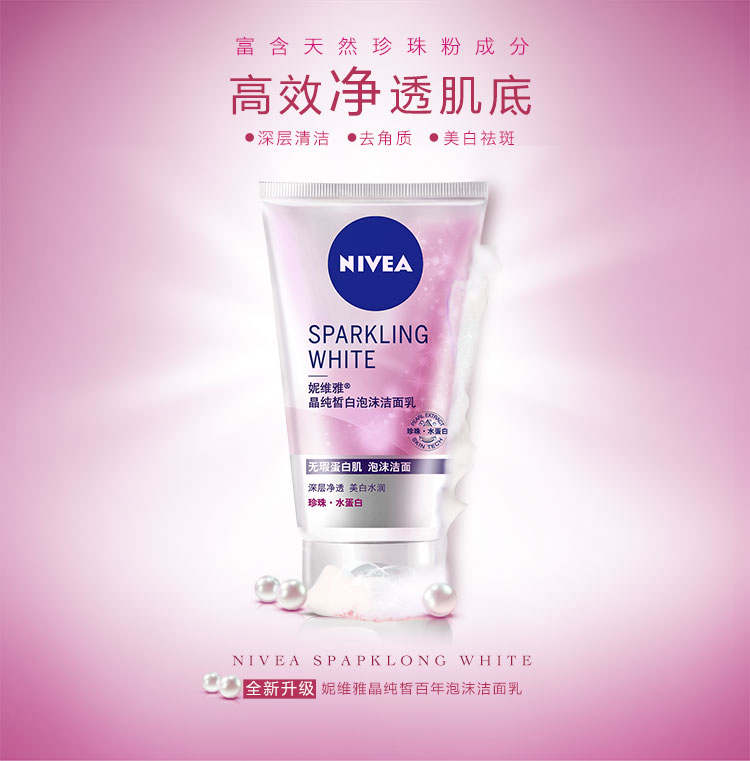 富含天然珍珠粉成分
高效净透肌底
●深层清洁 ●去角质 ●美白祛斑
NIVEA
SPARKLING
WHITE
妮维雅®
晶纯皙白泡沫洁面乳
PEARL EXTRACT
珍珠·水蛋白
SKIN TECH
无瑕蛋白肌 泡沫洁面
深层净透 美白水润
珍珠·水蛋白
NIVEA SPAPKLONG WHITE
全新升级 妮维雅晶纯皙百年泡沫洁面乳